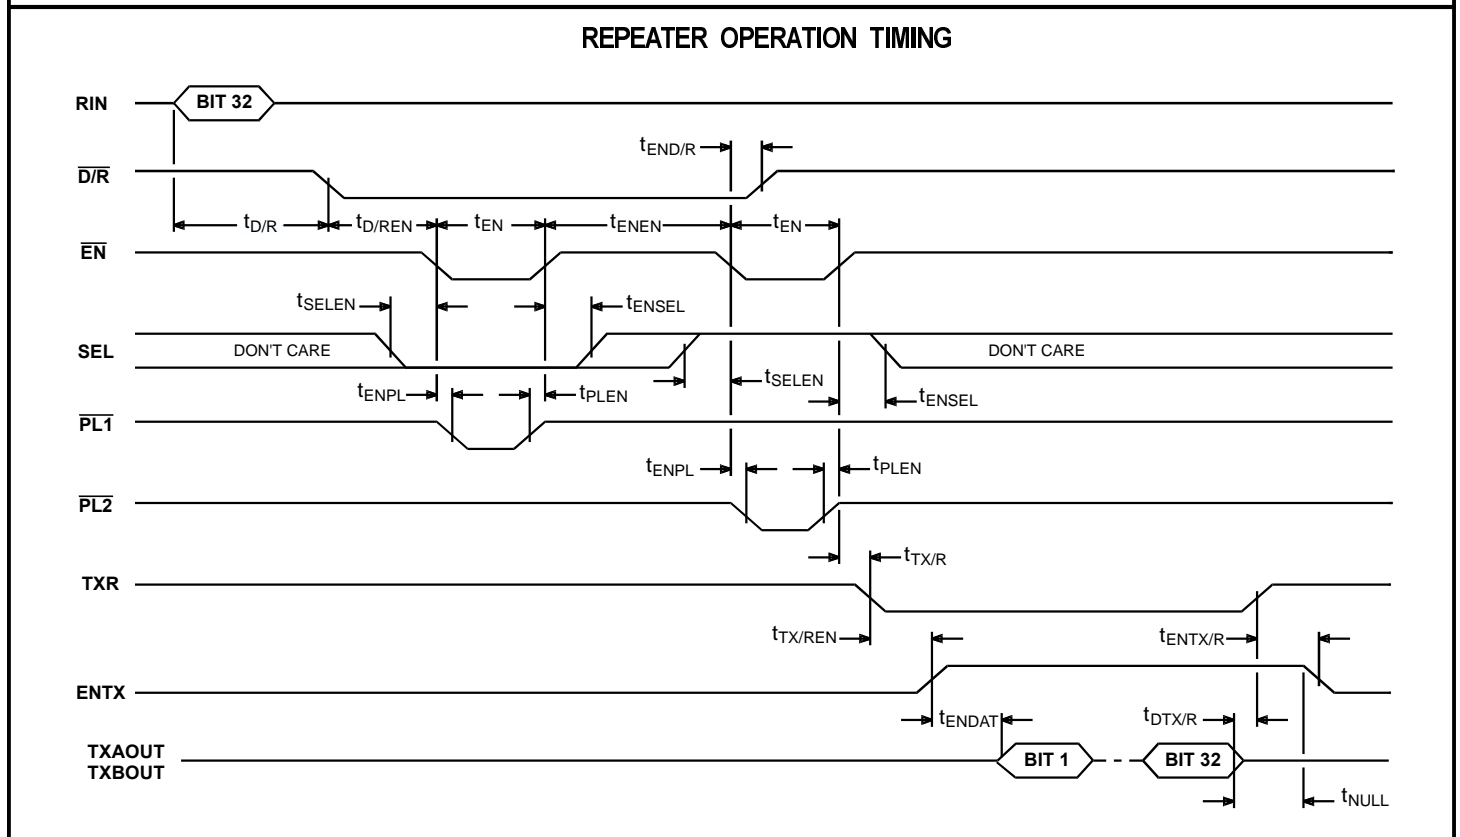 REPEATER OPERATION TIMING
RIN
BIT 32
tEND/R
D/R
tD/R
tD/REN
tEN
tENEN
tEN
EN
tSELEN
tENSEL
SEL
DON'T CARE
DON'T CARE
tSELEN
tENPL
tPLEN
tENSEL
PL1
tENPL
tPLEN
PL2
tTX/R
TXR
tTX/REN
tENTX/R
ENTX
tENDAT
tDTX/R
TXAOUT
TXBOUT
BIT 1
BIT 32
tNULL